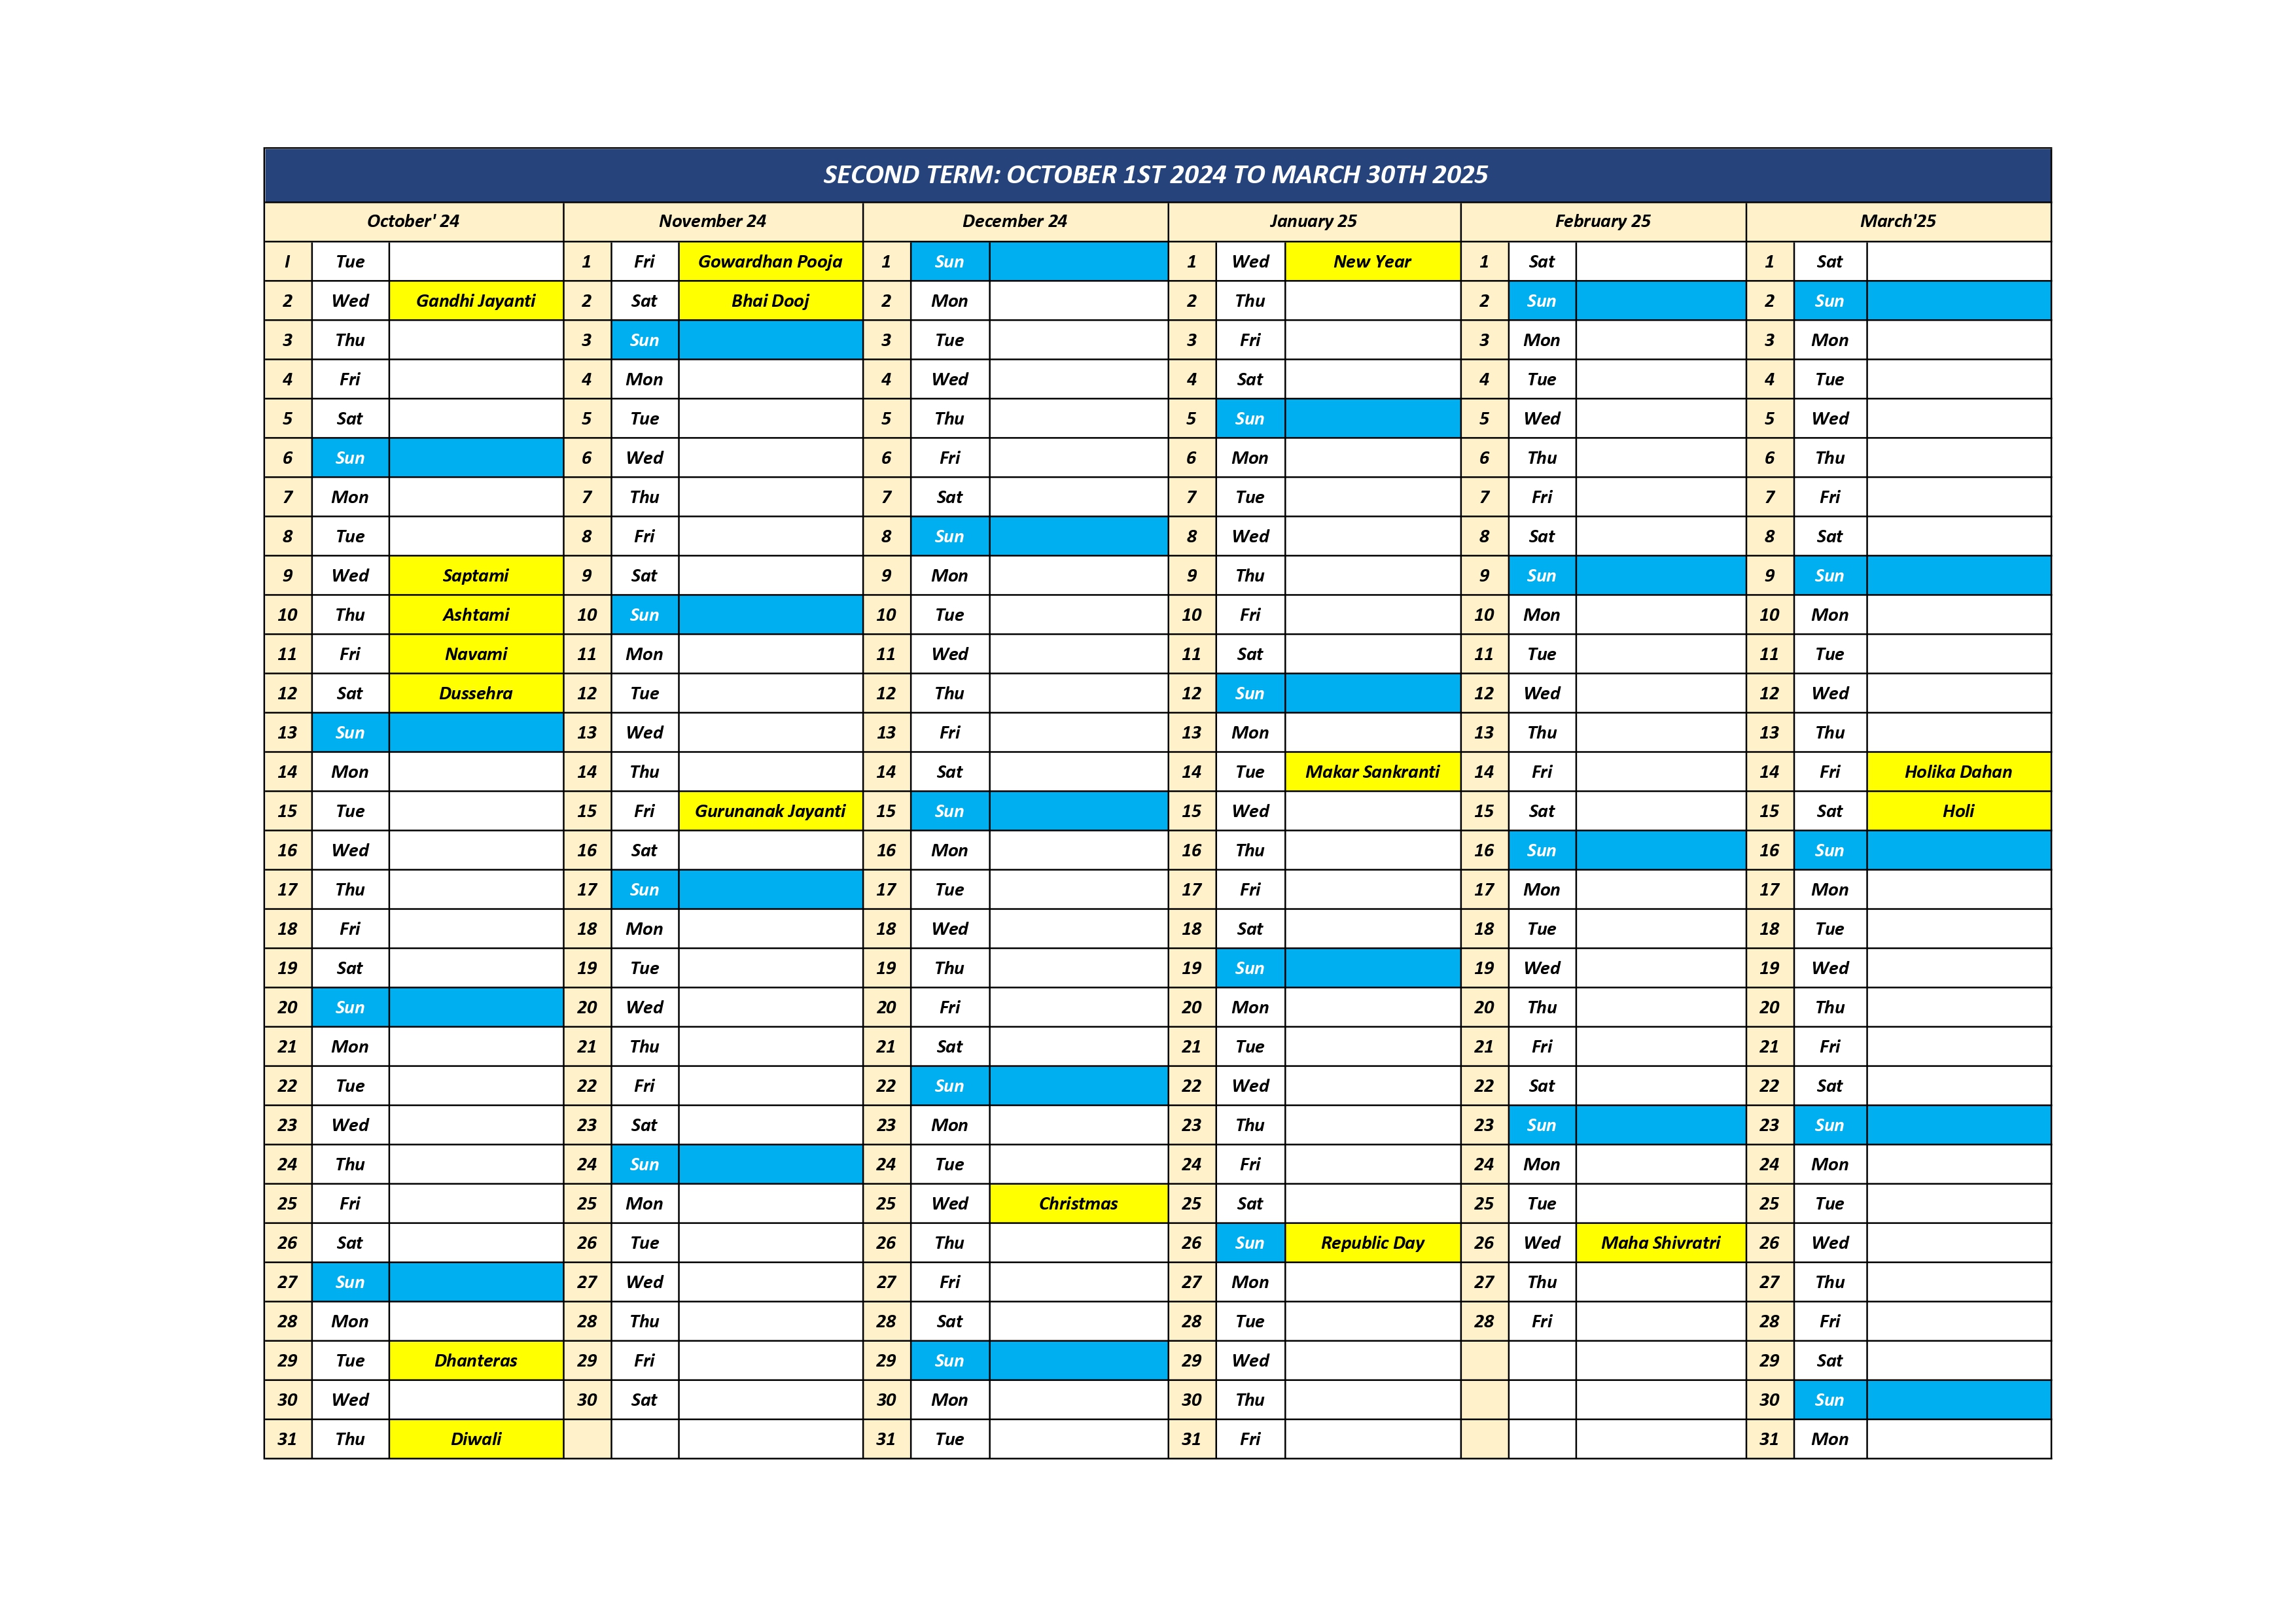 SECOND TERM: OCTOBER 1ST 2024 TO MARCH 30TH 2025
October' 24 November 24 December 24 January 25 February 25 March'25
I Tue 1 Fri Gowardhan Pooja 1 Sun 1 Wed New Year 1 Sat 1 Sat
2 Wed Gandhi Jayanti 2 Sat Bhai Dooj 2 Mon 2 Thu 2 Sun 2 Sun
3 Thu 3 Sun 3 Tue 3 Fri 3 Mon 3 Mon
4 Fri 4 Mon 4 Wed 4 Sat 4 Tue 4 Tue
5 Sat 5 Tue 5 Thu 5 Sun 5 Wed 5 Wed
6 Sun 6 Wed 6 Fri 6 Mon 6 Thu 6 Thu
7 Mon 7 Thu 7 Sat 7 Tue 7 Fri 7 Fri
8 Tue 8 Fri 8 Sun 8 Wed 8 Sat 8 Sat
9 Wed Saptami 9 Sat 9 Mon 9 Thu 9 Sun 9 Sun
10 Thu Ashtami 10 Sun 10 Tue 10 Fri 10 Mon 10 Mon
11 Fri Navami 11 Mon 11 Wed 11 Sat 11 Tue 11 Tue
12 Sat Dussehra 12 Tue 12 Thu 12 Sun 12 Wed 12 Wed
13 Sun 13 Wed 13 Fri 13 Mon 13 Thu 13 Thu
14 Mon 14 Thu 14 Sat 14 Tue Makar Sankranti 14 Fri 14 Fri Holika Dahan
15 Tue 15 Fri Gurunanak Jayanti 15 Sun 15 Wed 15 Sat 15 Sat Holi
16 Wed 16 Sat 16 Mon 16 Thu 16 Sun 16 Sun
17 Thu 17 Sun 17 Tue 17 Fri 17 Mon 17 Mon
18 Fri 18 Mon 18 Wed 18 Sat 18 Tue 18 Tue
19 Sat 19 Tue 19 Thu 19 Sun 19 Wed 19 Wed
20 Sun 20 Wed 20 Fri 20 Mon 20 Thu 20 Thu
21 Mon 21 Thu 21 Sat 21 Tue 21 Fri 21 Fri
22 Tue 22 Fri 22 Sun 22 Wed 22 Sat 22 Sat
23 Wed 23 Sat 23 Mon 23 Thu 23 Sun 23 Sun
24 Thu 24 Sun 24 Tue 24 Fri 24 Mon 24 Mon
25 Fri 25 Mon 25 Wed Christmas 25 Sat 25 Tue 25 Tue
26 Sat 26 Tue 26 Thu 26 Sun Republic Day 26 Wed Maha Shivratri 26 Wed
27 Sun 27 Wed 27 Fri 27 Mon 27 Thu 27 Thu
28 Mon 28 Thu 28 Sat 28 Tue 28 Fri 28 Fri
29 Tue Dhanteras 29 Fri 29 Sun 29 Wed 29 Sat
30 Wed 30 Sat 30 Mon 30 Thu 30 Sun
31 Thu Diwali 31 Tue 31 Fri 31 Mon